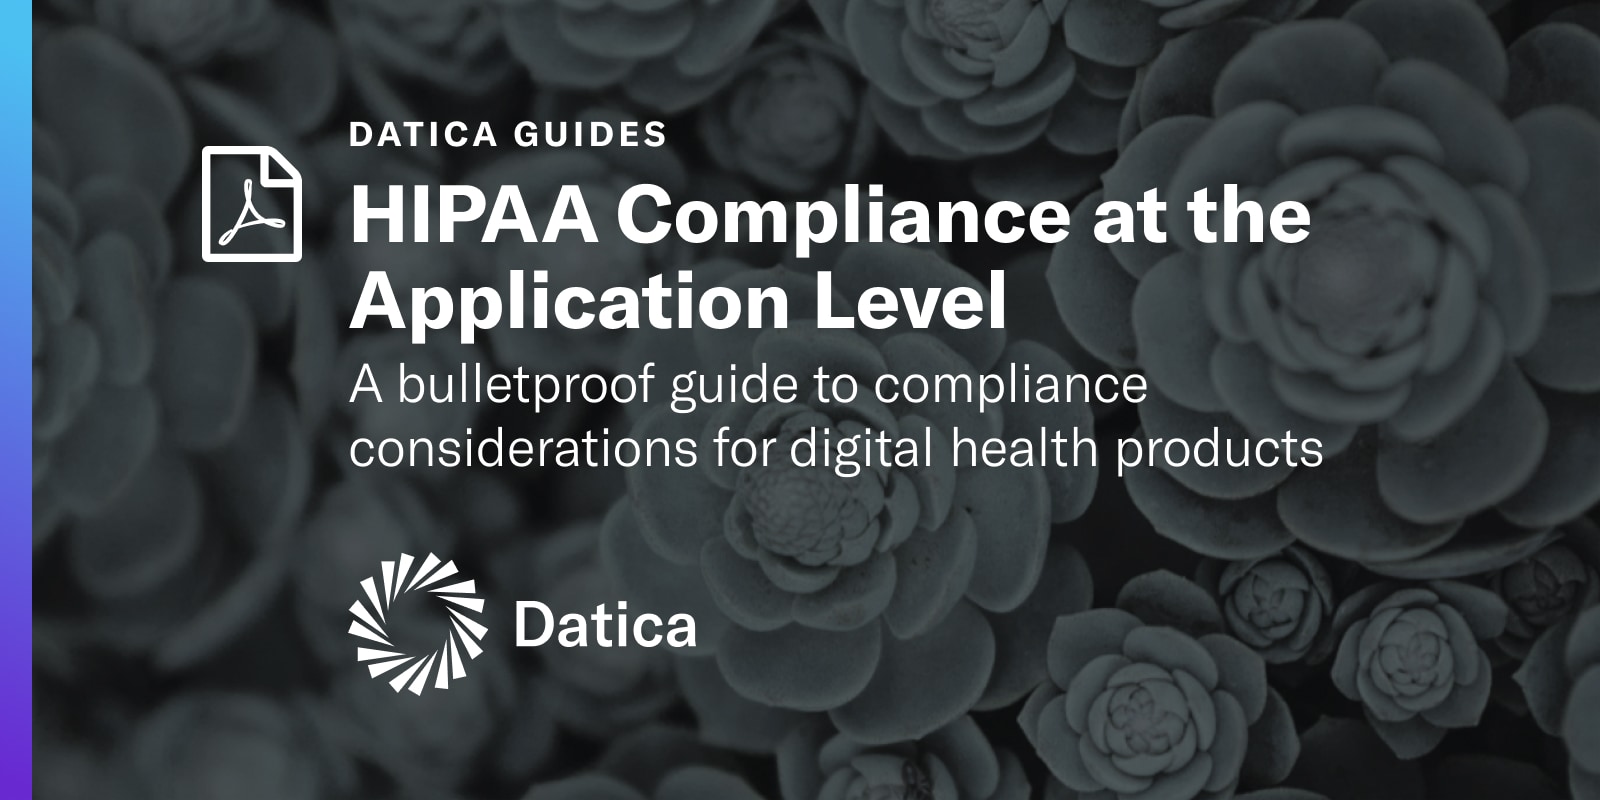 DATICA GUIDES
HIPAA Compliance at the
Application Level
A bulletproof guide to compliance
considerations for digital health products
Datica